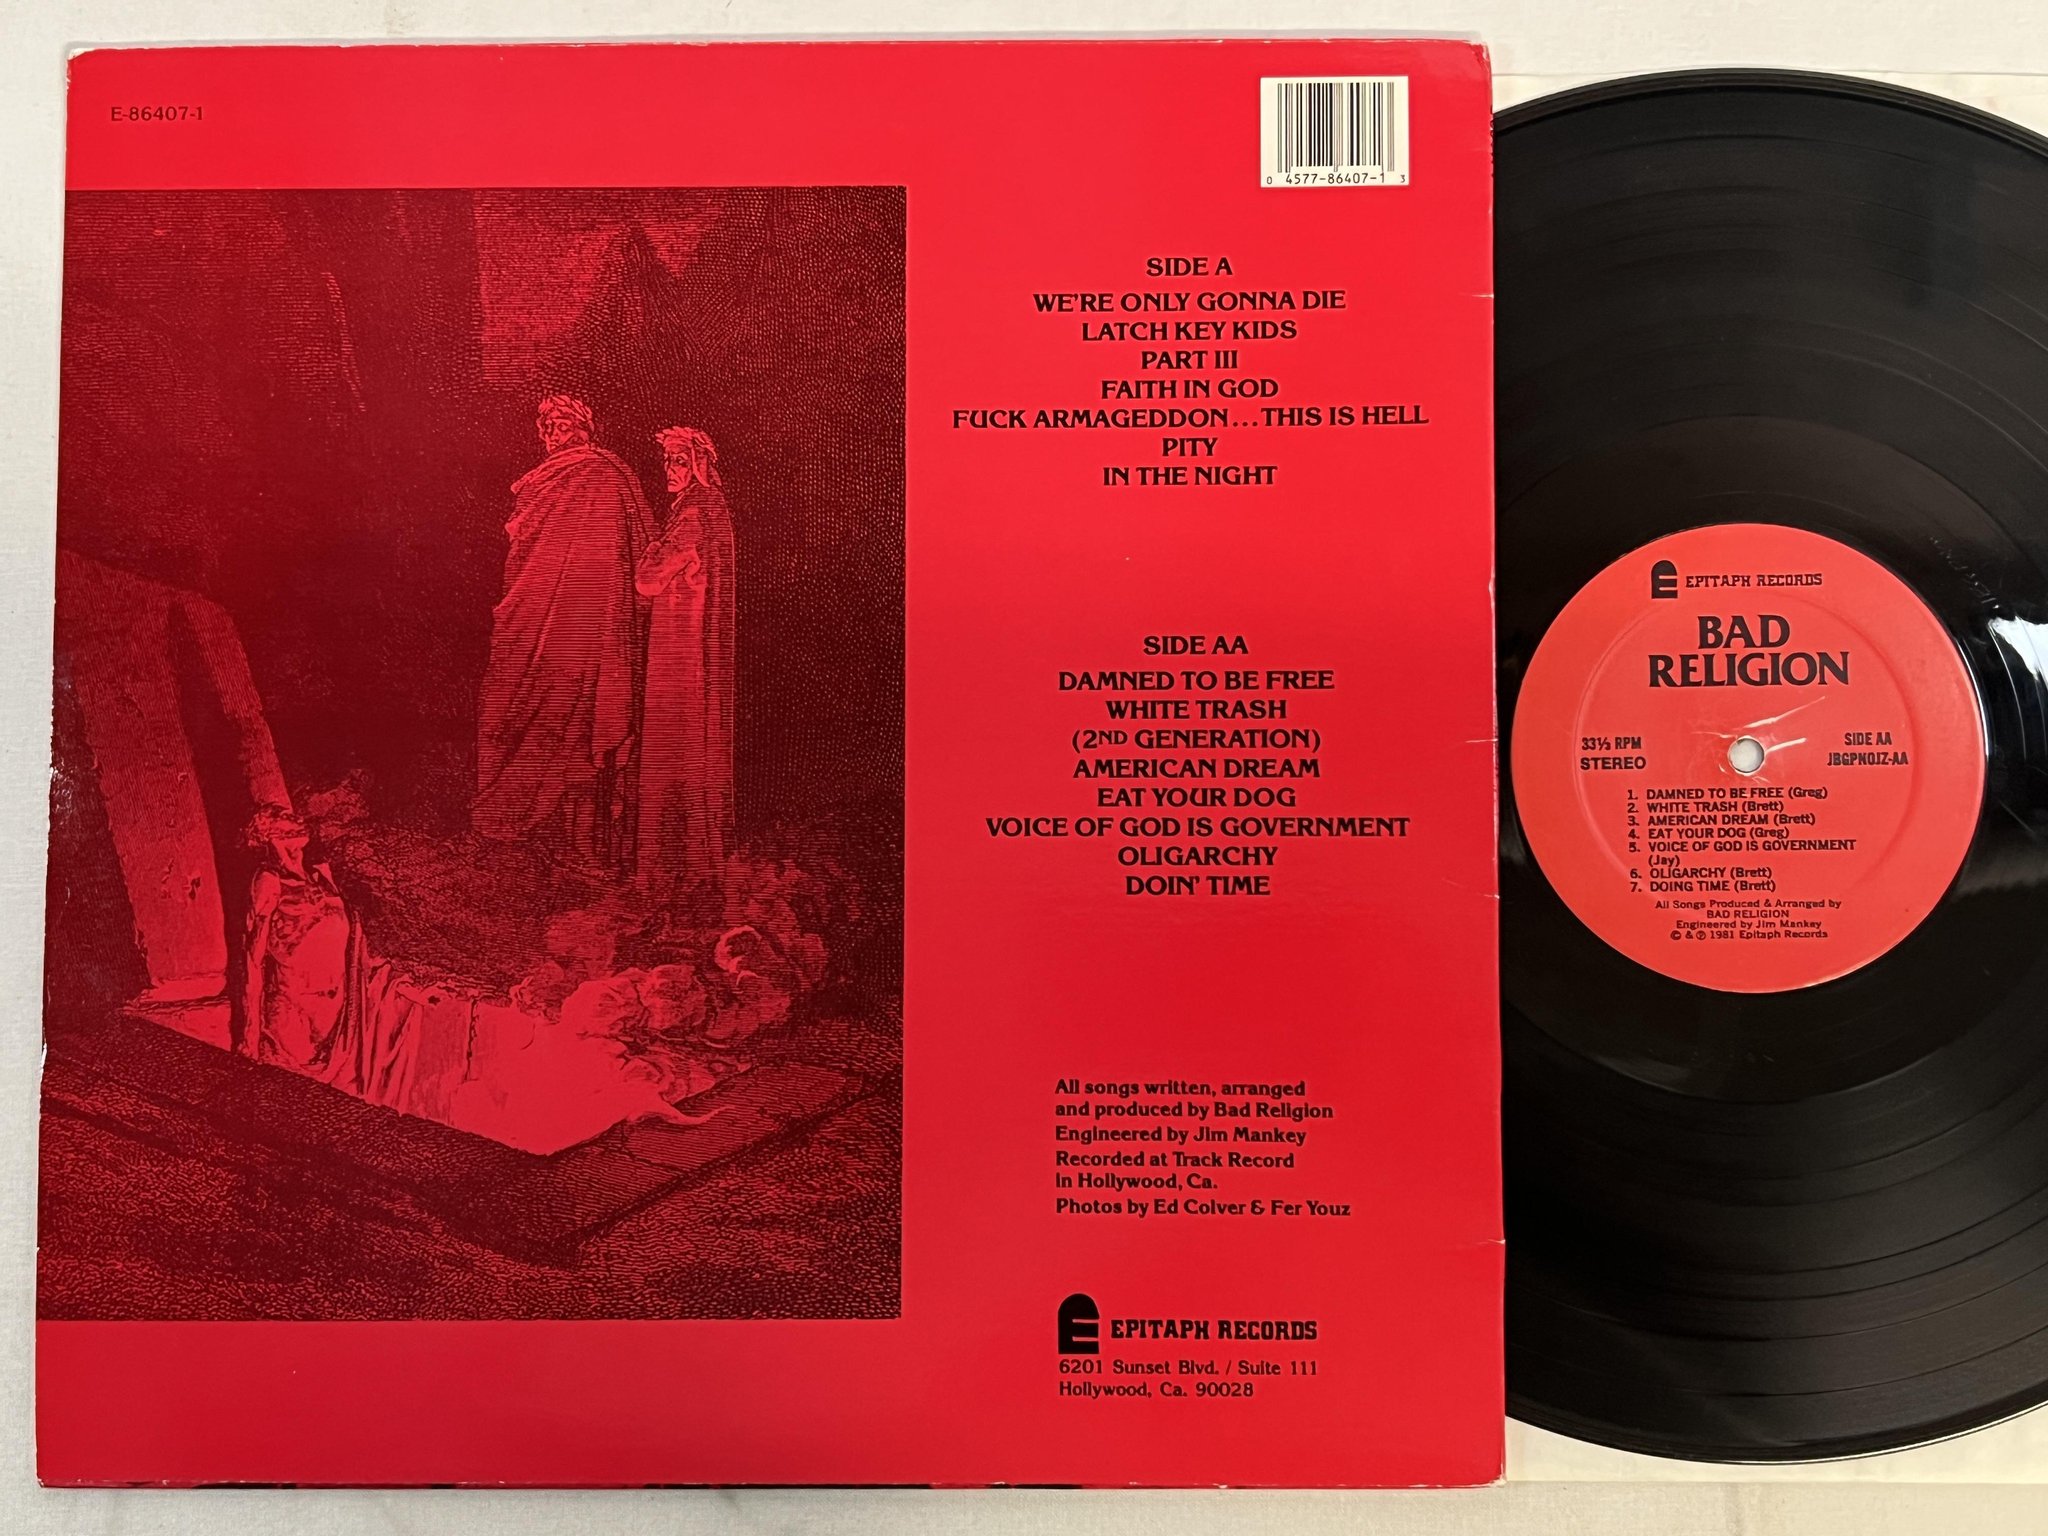 E-86407-1
0 4577-86407-1 3
SIDE A
WE'RE ONLY GONNA DIE
LATCH KEY KIDS
PART III
FAITH IN GOD
FUCK ARMAGEDDON...THIS IS HELL
PITY
IN THE NIGHT
SIDE AA
DAMNED TO BE FREE
WHITE TRASH
(2ND GENERATION)
AMERICAN DREAM
EAT YOUR DOG
VOICE OF GOD IS GOVERNMENT
OLIGARCHY
DOIN' TIME
All songs written, arranged
and produced by Bad Religion
Engineered by Jim Mankey
Recorded at Track Record
in Hollywood, Ca.
Photos by Ed Colver & Fer Youz
E EPITAPH RECORDS
6201 Sunset Blvd. / Suite 111
Hollywood, Ca. 90028
E EPITAPH RECORDS
BAD
RELIGION
33⅓ RPM
STEREO
SIDE AA
JBGPNOJZ-AA
1. DAMNED TO BE FREE (Greg)
2. WHITE TRASH (Brett)
3. AMERICAN DREAM (Brett)
4. EAT YOUR DOG (Greg)
5. VOICE OF GOD IS GOVERNMENT
(Jay)
6. OLIGARCHY (Brett)
7. DOING TIME (Brett)
All Songs Produced & Arranged by
BAD RELIGION
Engineered by Jim Mankey
© & ℗ 1981 Epitaph Records